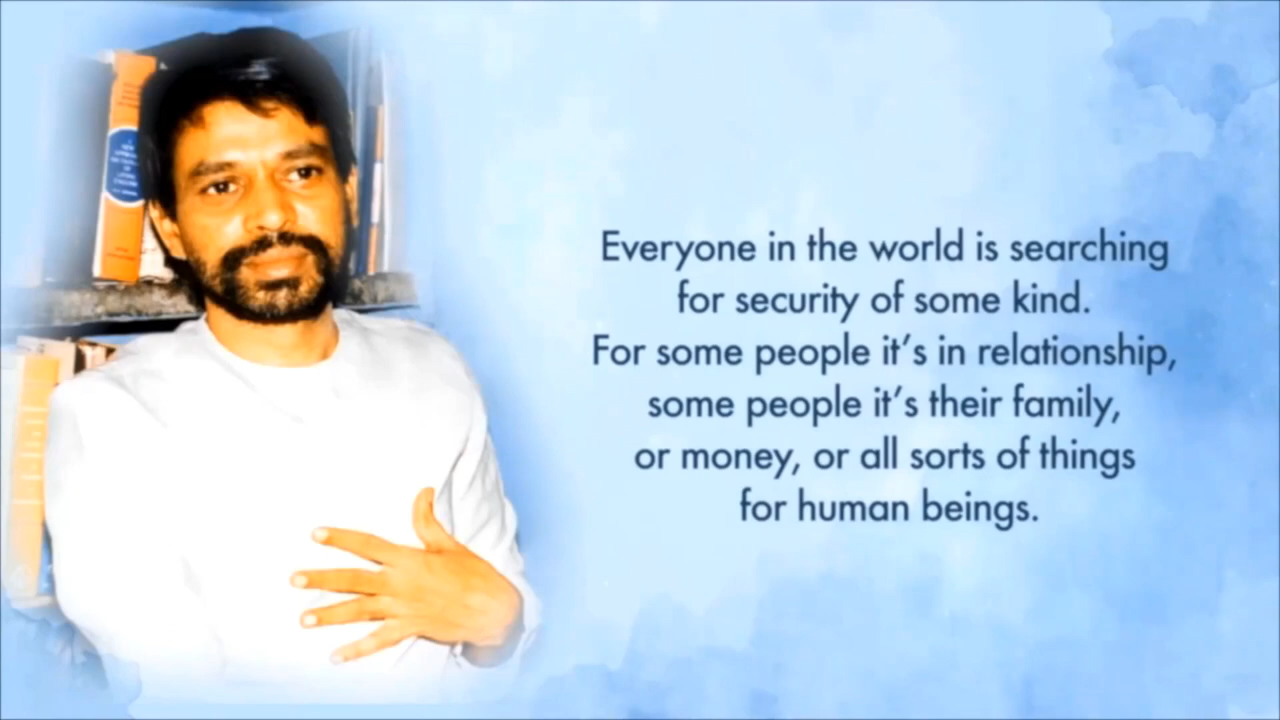 Everyone in the world is searching
for security of some kind.
For some people it's in relationship,
some people it's their family,
or money, or all sorts of things
for human beings.